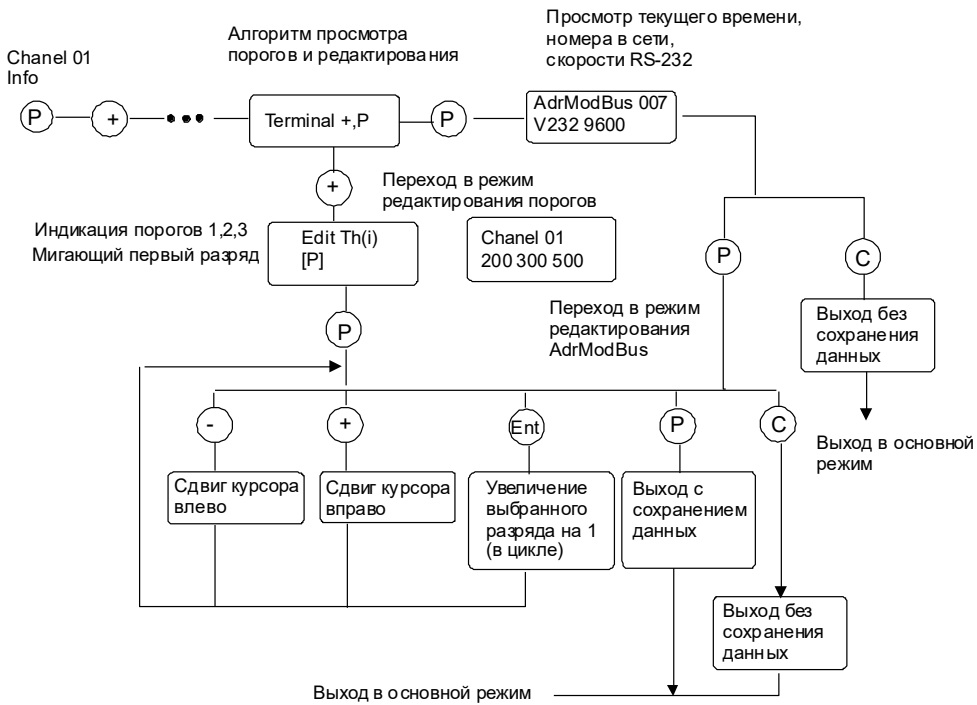 Просмотр текущего времени,
номера в сети,
скорости RS-232
Алгоритм просмотра
порогов и редактирования
Chanel 01
Info
P
+
•••
Terminal +,P
P
AdrModBus 007
V232 9600
+
Переход в режим
редактирования порогов
Индикация порогов 1,2,3
Мигающий первый разряд
Edit Th(i)
[P]
Chanel 01
200 300 500
P
C
P
Переход в режим
редактирования
AdrModBus
Выход без
сохранения
данных
-
+
Ent
P
C
Выход в основной
режим
Сдвиг курсора
влево
Сдвиг курсора
вправо
Увеличение
выбранного
разряда на 1
(в цикле)
Выход с
сохранением
данных
Выход без
сохранения
данных
Выход в основной режим